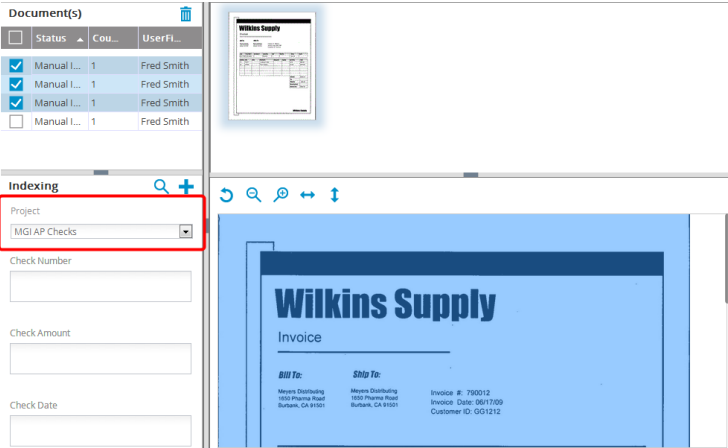 Document(s)
Status Cou... UserFi...
Manual I... 1 Fred Smith
Manual I... 1 Fred Smith
Manual I... 1 Fred Smith
Manual I... 1 Fred Smith
Indexing
Project
MGI AP Checks
Check Number
Check Amount
Check Date
Wilkins Supply
Wilkins Supply
Wilkins Supply
Invoice
Bill To: Ship To:
Meyers Distributing Meyers Distributing
1650 Pharma Road 1650 Pharma Road
Burbank, CA 91501 Burbank, CA 91501
Invoice #: 790012
Invoice Date: 06/17/09
Customer ID: GG1212